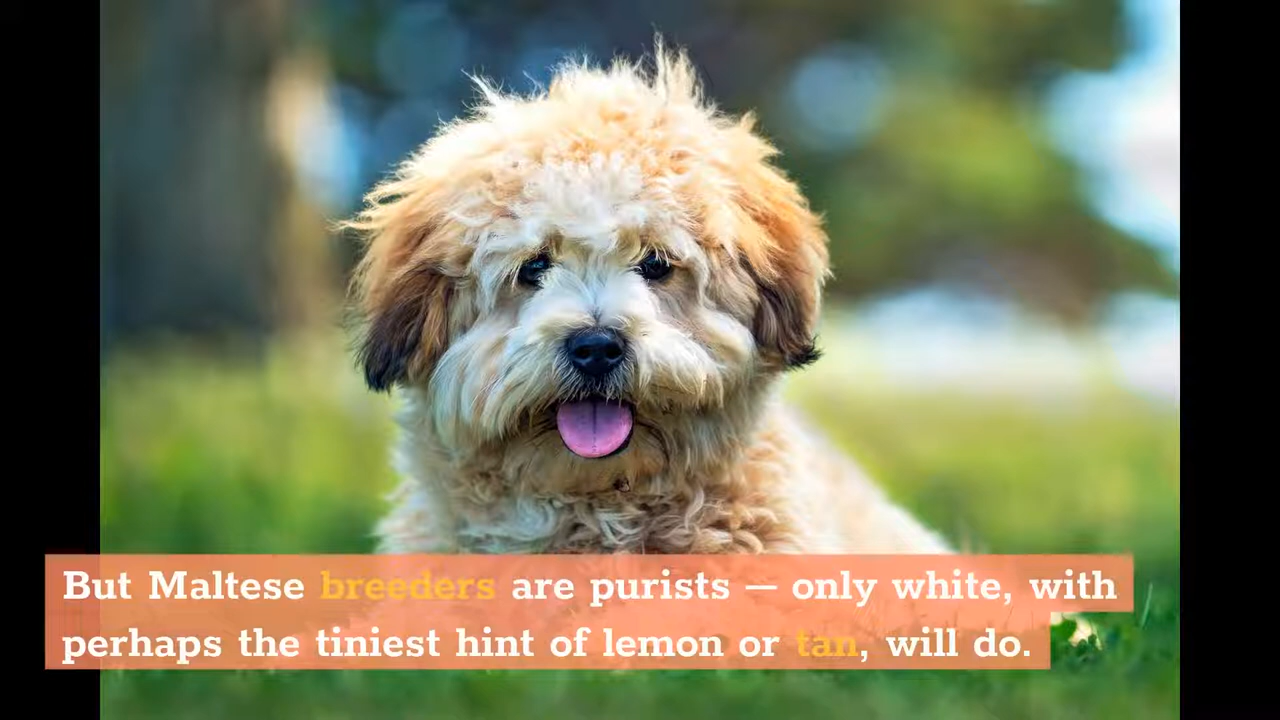 But Maltese breeders are purists — only white, with
perhaps the tiniest hint of lemon or tan, will do.